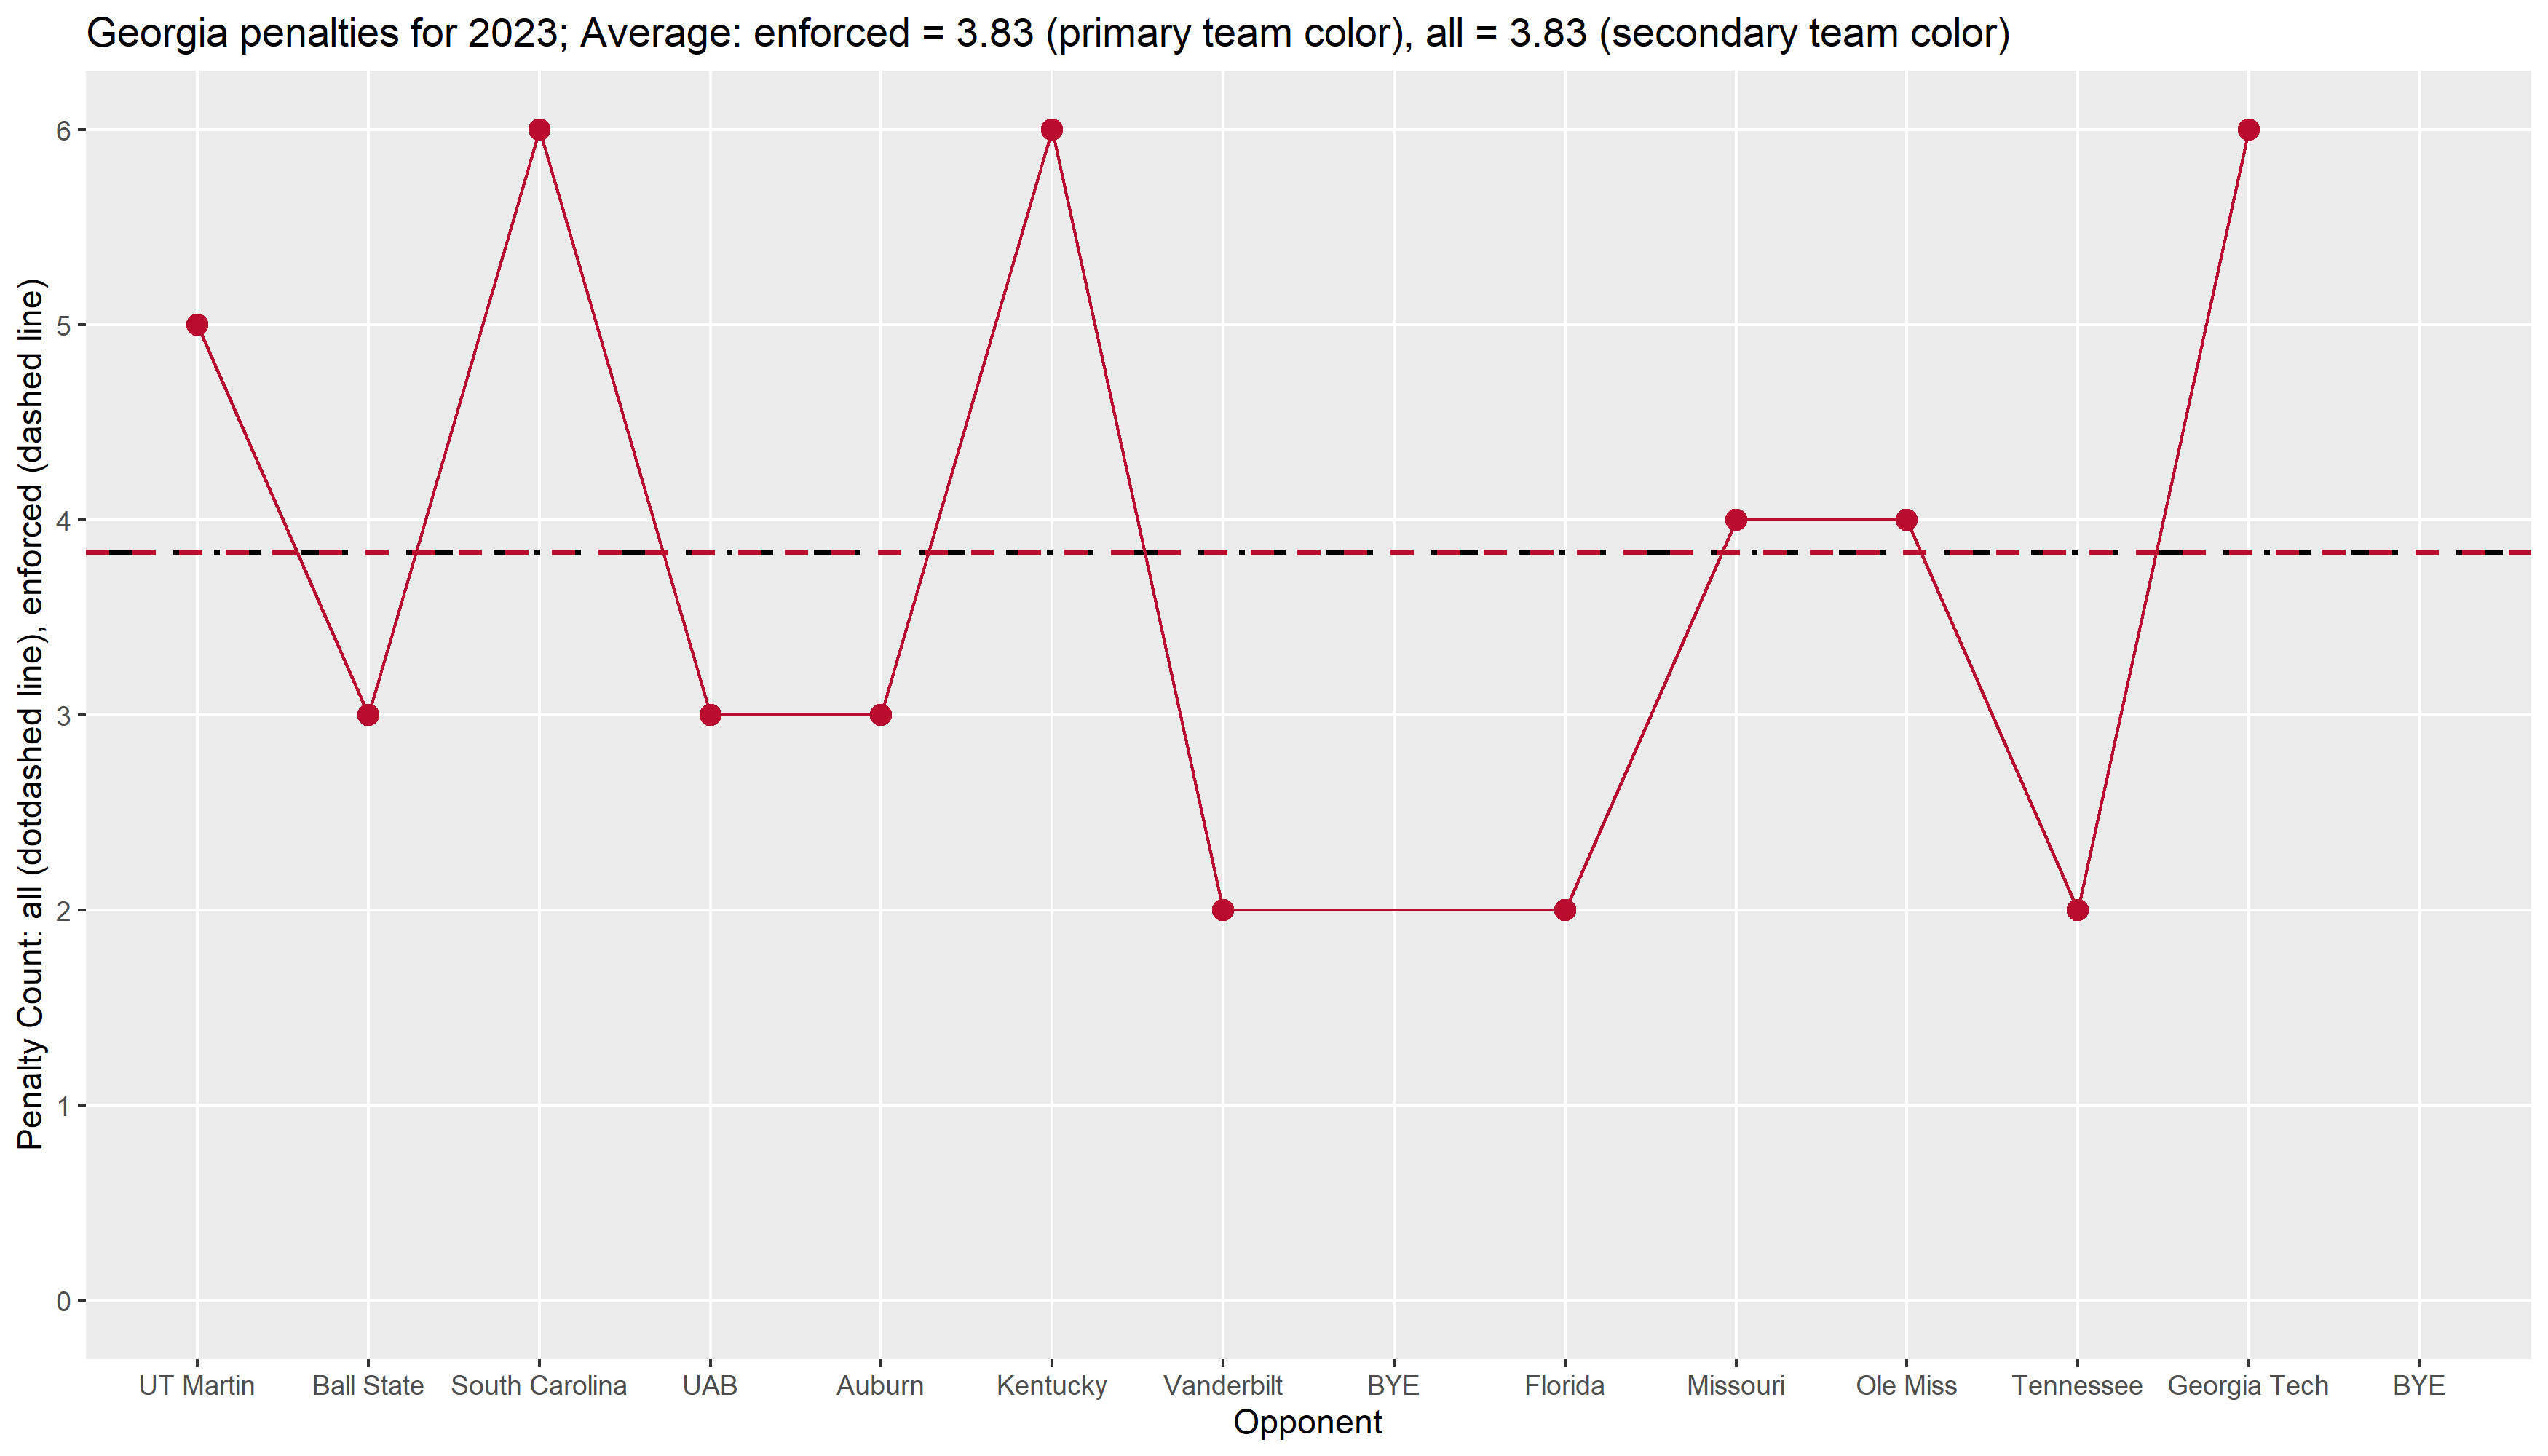 Georgia penalties for 2023; Average: enforced = 3.83 (primary team color), all = 3.83 (secondary team color)
Penalty Count: all (dotdashed line), enforced (dashed line)
6
5
4
3
2
1
0
UT Martin Ball State South Carolina UAB Auburn Kentucky Vanderbilt BYE Florida Missouri Ole Miss Tennessee Georgia Tech BYE
Opponent